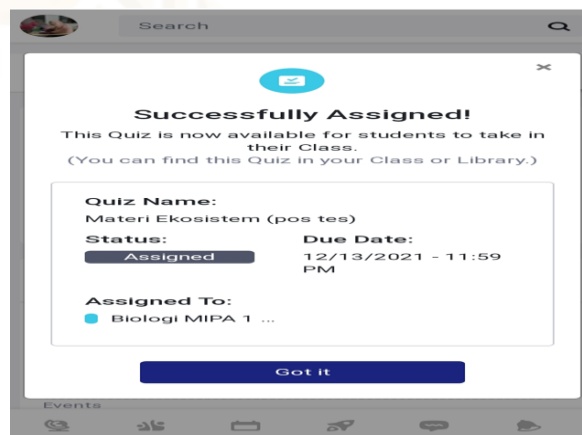 Search
Successfully Assigned!
This Quiz is now available for students to take in
their Class.
(You can find this Quiz in your Class or Library.)
Quiz Name:
Materi Ekosistem (pos tes)
Status:
Assigned
Due Date:
12/13/2021 - 11:59
PM
Assigned To:
Biologi MIPA 1 ...
Got it
Events